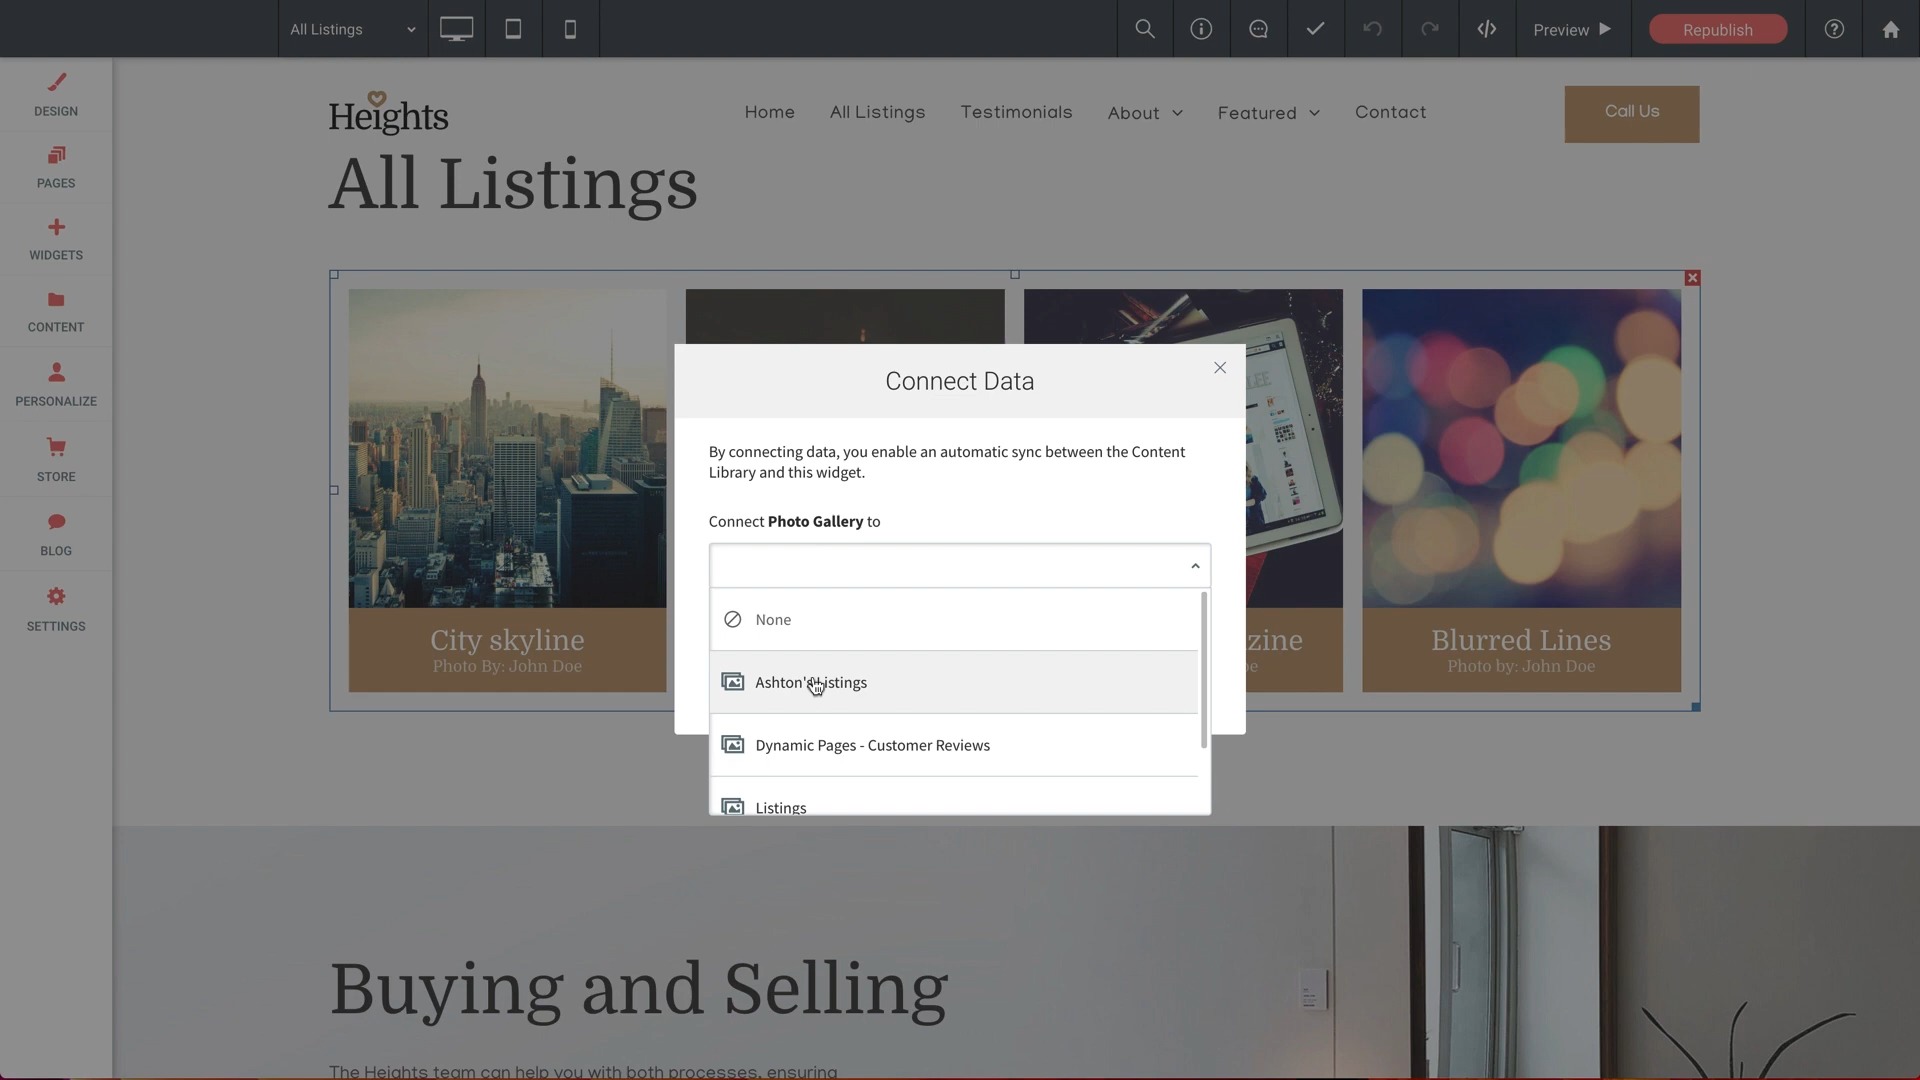 All Listings
Preview
Republish
DESIGN
PAGES
WIDGETS
CONTENT
PERSONALIZE
STORE
BLOG
SETTINGS
Heights
Home
All Listings
Testimonials
About
Featured
Contact
Call Us
All Listings
Connect Data
By connecting data, you enable an automatic sync between the Content
Library and this widget.
Connect Photo Gallery to
None
Ashton's Listings
Dynamic Pages - Customer Reviews
Listings
City skyline
Photo By: John Doe
zine
oe
Blurred Lines
Photo by: John Doe
Buying and Selling
The Heights team can help you with both processes, ensuring